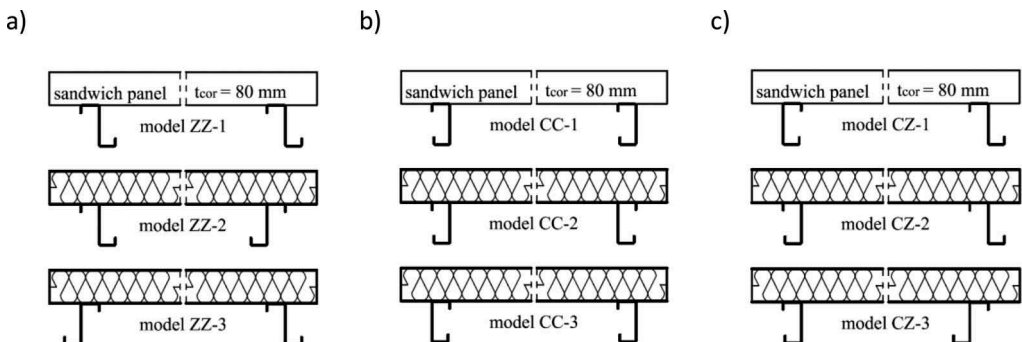 a)
sandwich panel tcor = 80 mm
model ZZ-1
model ZZ-2
model ZZ-3
b)
sandwich panel tcor = 80 mm
model CC-1
model CC-2
model CC-3
c)
sandwich panel tcor = 80 mm
model CZ-1
model CZ-2
model CZ-3